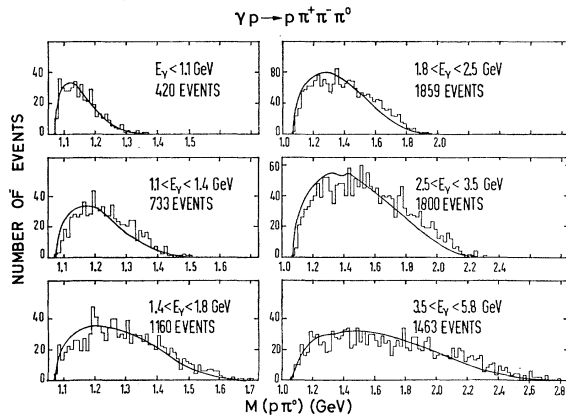 γp → p π⁺ π⁻ π⁰
NUMBER OF EVENTS
E_γ < 1.1 GeV
420 EVENTS
40
20
0
1.1 1.2 1.3 1.4 1.5 1.6
1.8 < E_γ < 2.5 GeV
1859 EVENTS
80
40
0
1.0 1.2 1.4 1.6 1.8 2.0
1.1 < E_γ < 1.4 GeV
733 EVENTS
40
20
0
1.1 1.2 1.3 1.4 1.5 1.6
2.5 < E_γ < 3.5 GeV
1800 EVENTS
60
40
20
0
1.0 1.2 1.4 1.6 1.8 2.0 2.2 2.4
1.4 < E_γ < 1.8 GeV
1160 EVENTS
40
20
0
1.1 1.2 1.3 1.4 1.5 1.6 1.7
3.5 < E_γ < 5.8 GeV
1463 EVENTS
40
20
0
1.0 1.2 1.4 1.6 1.8 2.0 2.2 2.4 2.6 2.8
M (pπ⁰) (GeV)